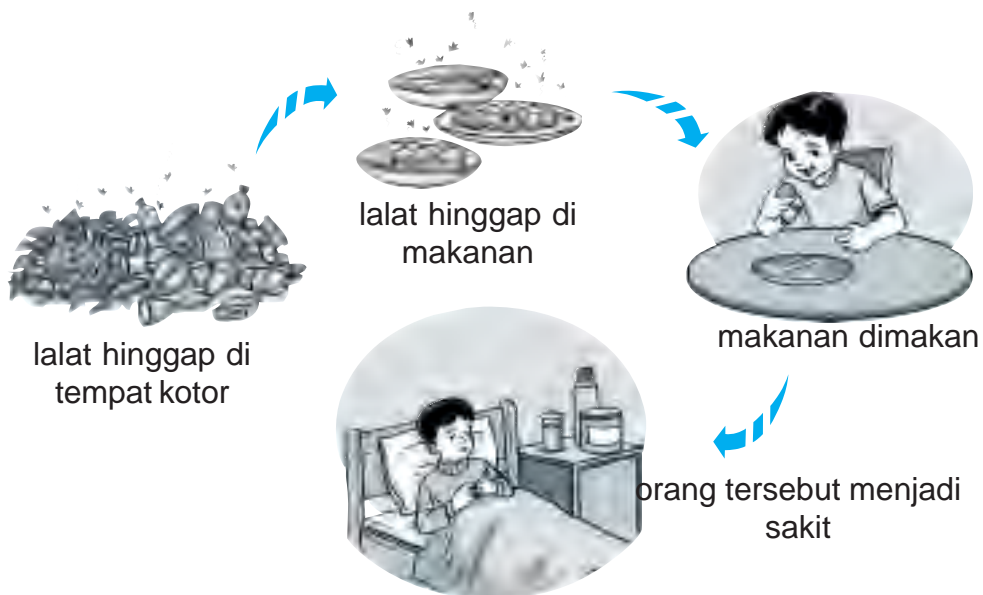 lalat hinggap di
tempat kotor
lalat hinggap di
makanan
makanan dimakan
orang tersebut menjadi
sakit